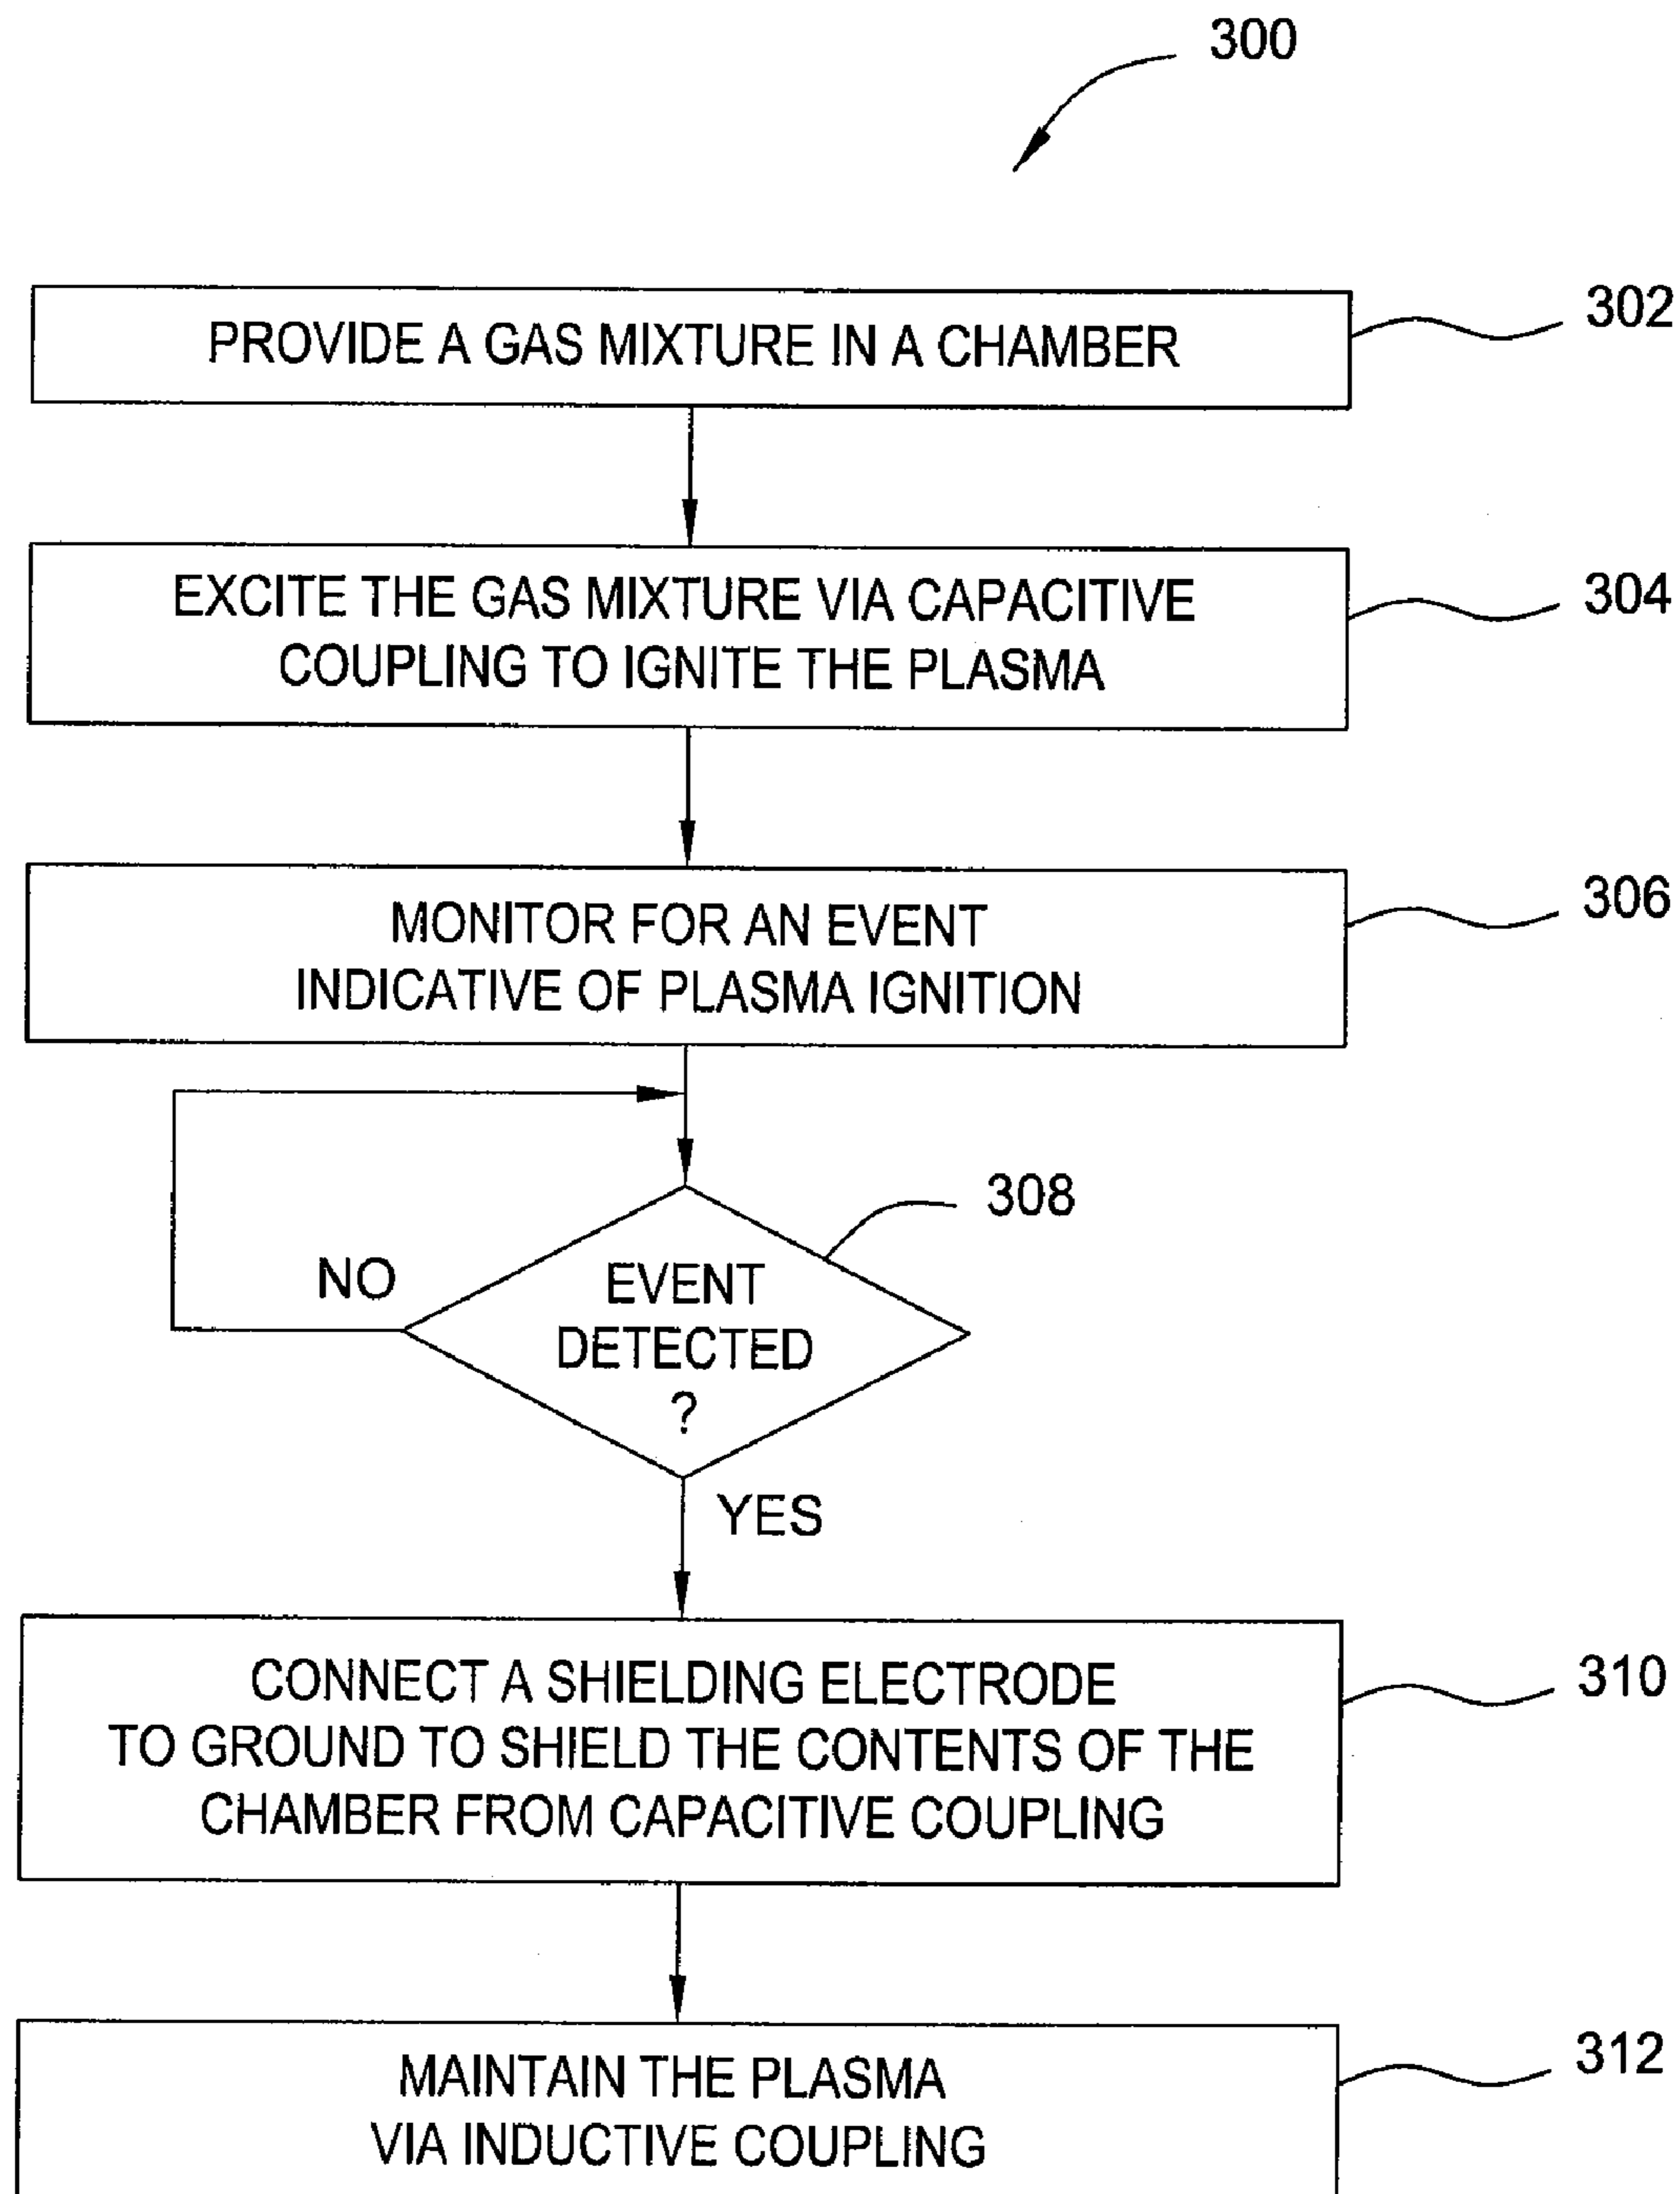 300
PROVIDE A GAS MIXTURE IN A CHAMBER
302
EXCITE THE GAS MIXTURE VIA CAPACITIVE
COUPLING TO IGNITE THE PLASMA
304
MONITOR FOR AN EVENT
INDICATIVE OF PLASMA IGNITION
306
308
NO
EVENT
DETECTED
?
YES
CONNECT A SHIELDING ELECTRODE
TO GROUND TO SHIELD THE CONTENTS OF THE
CHAMBER FROM CAPACITIVE COUPLING
310
MAINTAIN THE PLASMA
VIA INDUCTIVE COUPLING
312